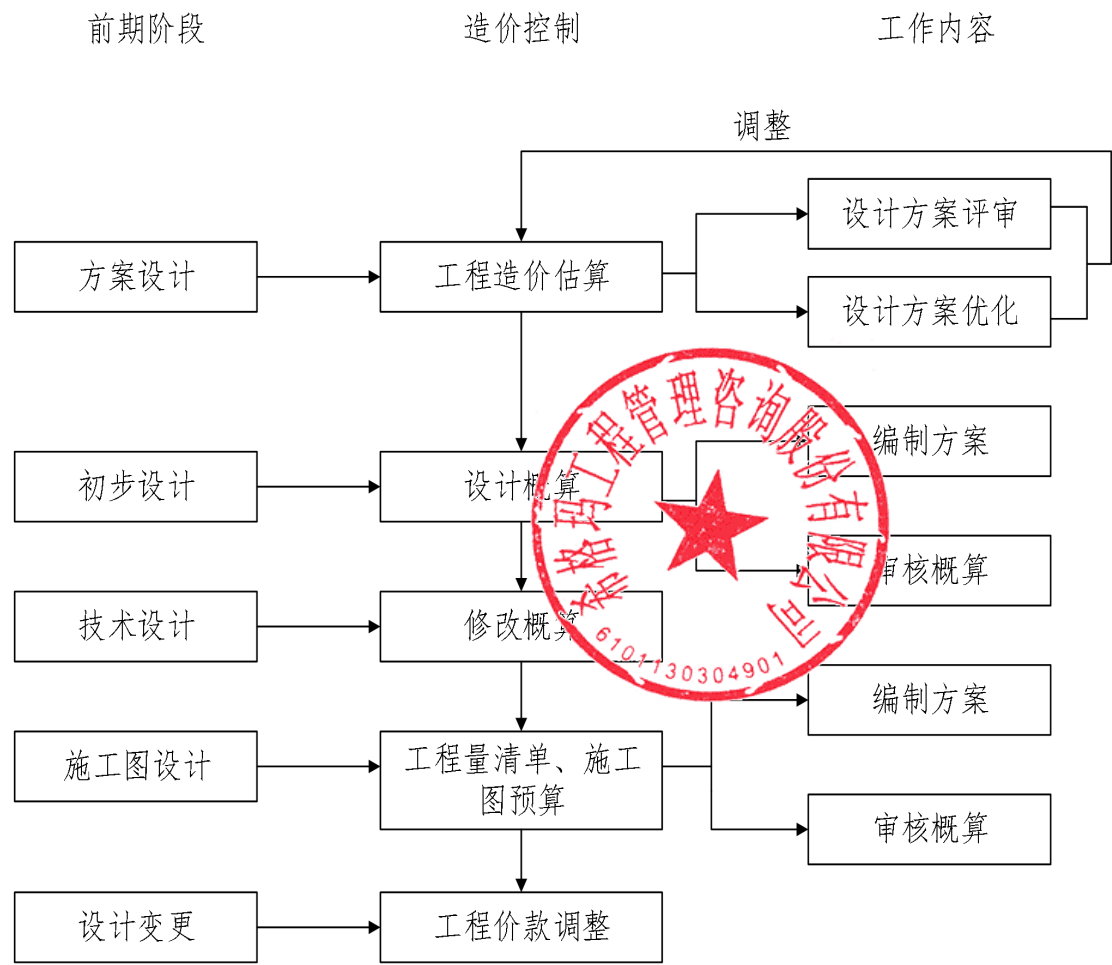 前期阶段
造价控制
工作内容
调整
设计方案评审
方案设计
工程造价估算
设计方案优化
编制方案
初步设计
设计概算
审核概算
技术设计
修改概算
编制方案
施工图设计
工程量清单、施工
图预算
审核概算
设计变更
工程价款调整
希格玛工程管理咨询股份有限公司
6101130304901